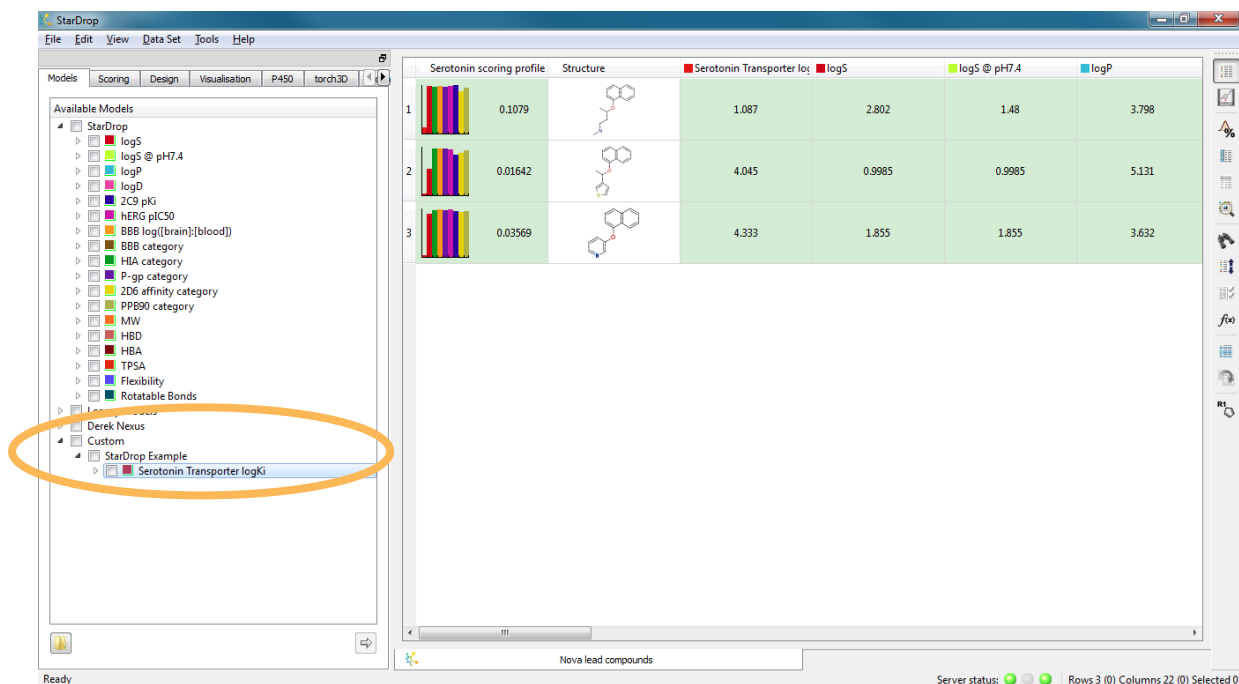 StarDrop
File Edit View Data Set Tools Help
Models Scoring Design Visualisation P450 torch3D
Available Models
StarDrop
logS
logS @ pH7.4
logP
logD
2C9 pKi
hERG pIC50
BBB log([brain]:[blood])
BBB category
HIA category
P-gp category
2D6 affinity category
PPB90 category
MW
HBD
HBA
TPSA
Flexibility
Rotatable Bonds
Derek Nexus
Custom
StarDrop Example
Serotonin Transporter logKi
Serotonin scoring profile Structure Serotonin Transporter log logS logS @ pH7.4 logP
1 0.1079 1.087 2.802 1.48 3.798
2 0.01642 4.045 0.9985 0.9985 5.131
3 0.03569 4.333 1.855 1.855 3.632
%
f(x)
R1
Nova lead compounds
Ready Server status: Rows 3 (0) Columns 22 (0) Selected 0